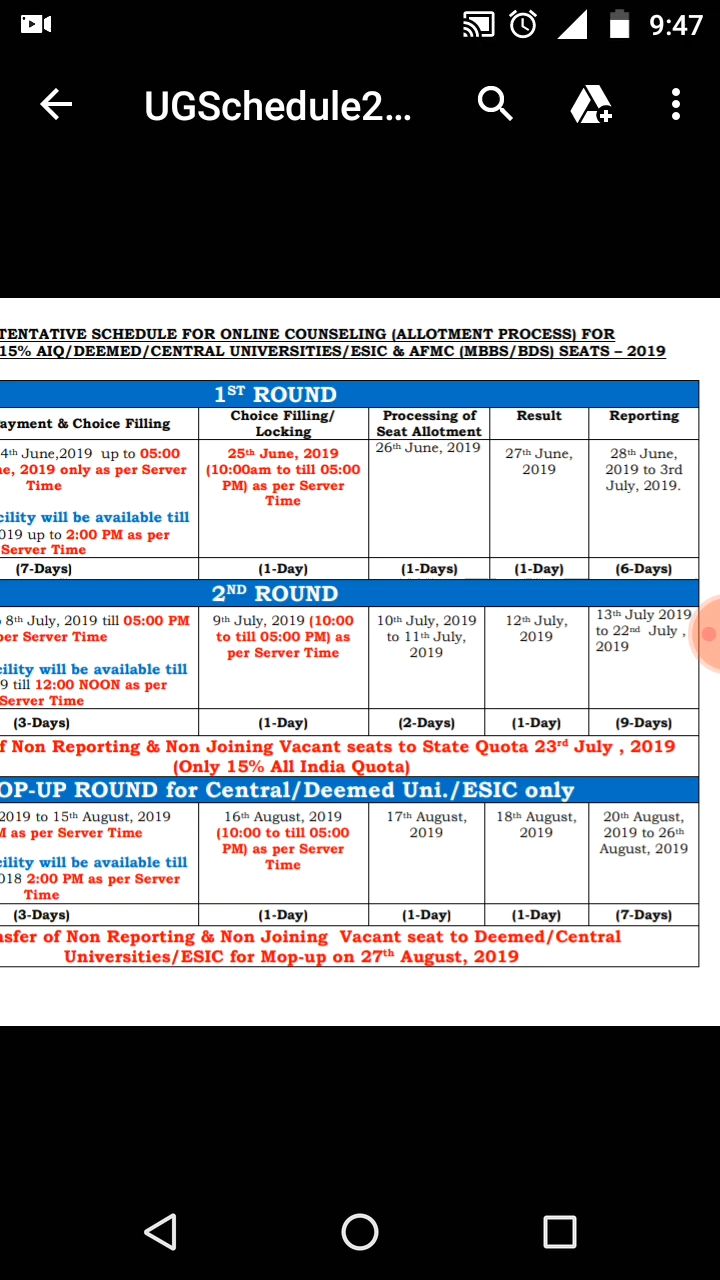 9:47
UGSchedule2...
TENTATIVE SCHEDULE FOR ONLINE COUNSELING (ALLOTMENT PROCESS) FOR
15% AIQ/DEEMED/CENTRAL UNIVERSITIES/ESIC & AFMC (MBBS/BDS) SEATS – 2019
1ST ROUND
ayment & Choice Filling
Choice Filling/
Locking
Processing of
Seat Allotment
Result
Reporting
4th June,2019 up to 05:00
ne, 2019 only as per Server
Time
cility will be available till
019 up to 2:00 PM as per
Server Time
25th June, 2019
(10:00am to till 05:00
PM) as per Server
Time
26th June, 2019
27th June,
2019
28th June,
2019 to 3rd
July, 2019.
(7-Days)
(1-Day)
(1-Days)
(1-Day)
(6-Days)
2ND ROUND
8th July, 2019 till 05:00 PM
per Server Time
cility will be available till
9 till 12:00 NOON as per
Server Time
9th July, 2019 (10:00
to till 05:00 PM) as
per Server Time
10th July, 2019
to 11th July,
2019
12th July,
2019
13th July 2019
to 22nd July ,
2019
(3-Days)
(1-Day)
(2-Days)
(1-Day)
(9-Days)
f Non Reporting & Non Joining Vacant seats to State Quota 23rd July , 2019
(Only 15% All India Quota)
OP-UP ROUND for Central/Deemed Uni./ESIC only
2019 to 15th August, 2019
M as per Server Time
cility will be available till
018 2:00 PM as per Server
Time
16th August, 2019
(10:00 to till 05:00
PM) as per Server
Time
17th August,
2019
18th August,
2019
20th August,
2019 to 26th
August, 2019
(3-Days)
(1-Day)
(1-Day)
(1-Day)
(7-Days)
nsfer of Non Reporting & Non Joining Vacant seat to Deemed/Central
Universities/ESIC for Mop-up on 27th August, 2019